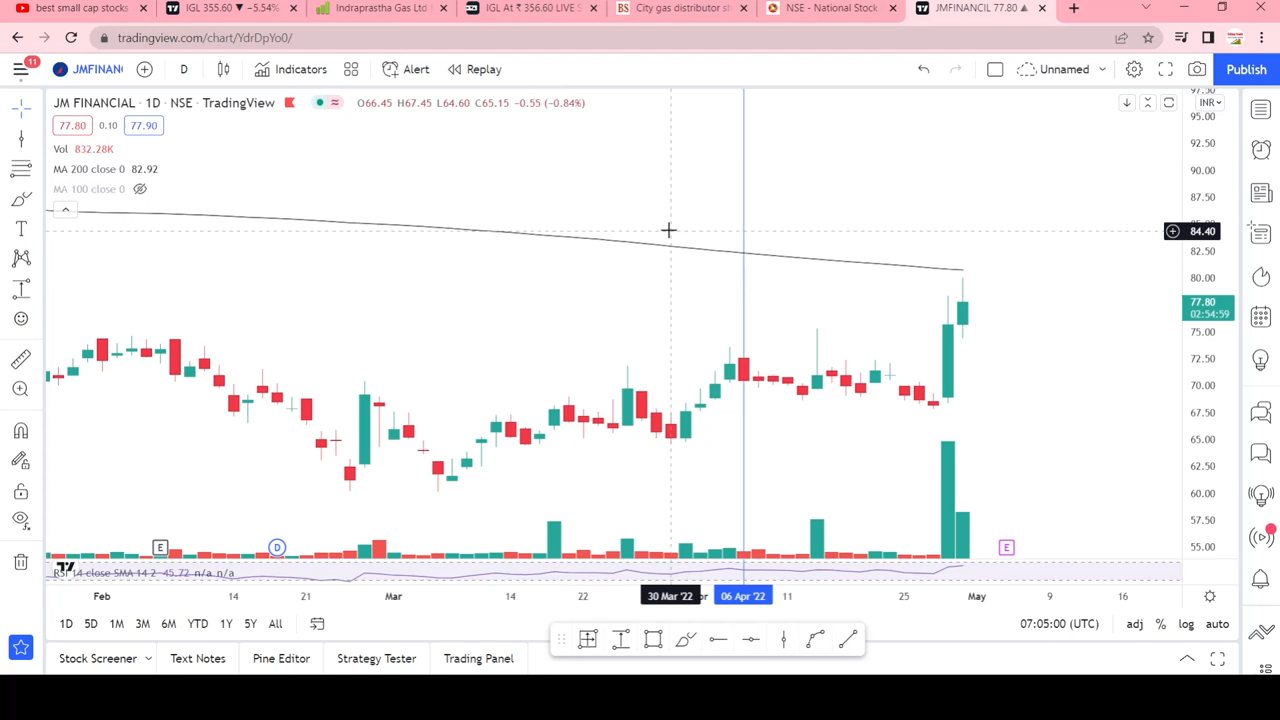 best small cap stocks
IGL 355.60 ▼ −5.54%
Indraprastha Gas Ltd
IGL At ₹ 356.60 LIVE S
City gas distributor sh
NSE - National Stock
JMFINANCIL 77.80 ▲
tradingview.com/chart/YdrDpYo0/
11
JMFINANC
D
Indicators
Alert
Replay
Unnamed
Publish
JM FINANCIAL · 1D · NSE · TradingView
O66.45 H67.45 L64.60 C65.15 −0.55 (−0.84%)
INR
77.80 0.10 77.90
Vol 832.28K
MA 200 close 0 82.92
MA 100 close 0
95.00
92.50
90.00
87.50
84.40
82.50
80.00
77.80
02:54:59
75.00
72.50
70.00
67.50
65.00
62.50
60.00
57.50
55.00
E
D
E
RSI 14 close SMA 14 2 45.72 n/a n/a
Feb 14 21 Mar 14 22 30 Mar '22 06 Apr '22 11 25 May 9 16
1D 5D 1M 3M 6M YTD 1Y 5Y All
07:05:00 (UTC) adj % log auto
Stock Screener Text Notes Pine Editor Strategy Tester Trading Panel